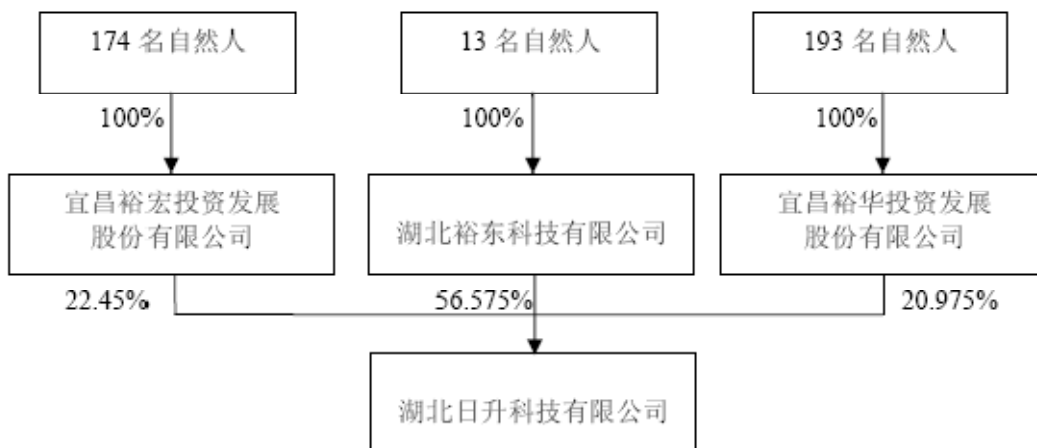 174 名自然人
13 名自然人
193 名自然人
100%
100%
100%
宜昌裕宏投资发展
股份有限公司
湖北裕东科技有限公司
宜昌裕华投资发展
股份有限公司
22.45%
56.575%
20.975%
湖北日升科技有限公司